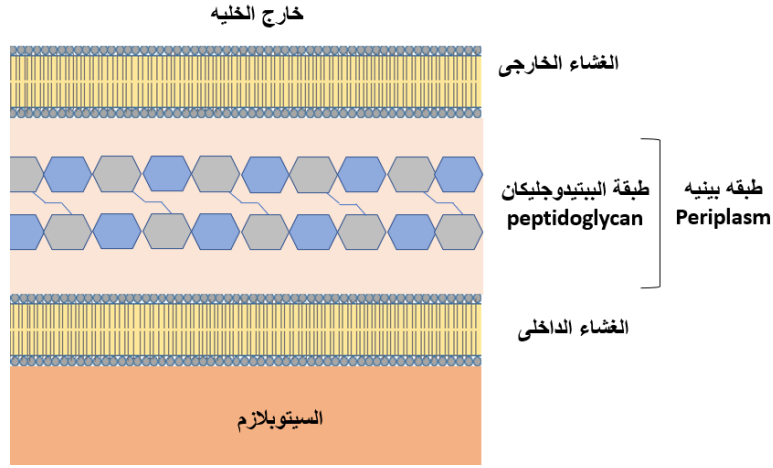 خارج الخليه
الغشاء الخارجى
طبقة الببتيدوجليكان
peptidoglycan
طبقه بينيه
Periplasm
الغشاء الداخلى
السيتوبلازم